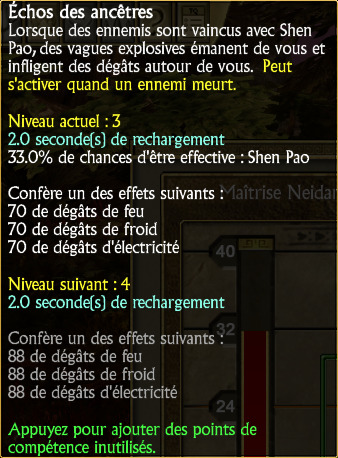 Échos des ancêtres
Lorsque des ennemis sont vaincus avec Shen
Pao, des vagues explosives émanent de vous et
infligent des dégâts autour de vous.  Peut
s'activer quand un ennemi meurt.
Niveau actuel : 3
2.0 seconde(s) de rechargement
33.0% de chances d'être effective : Shen Pao
Confère un des effets suivants :
70 de dégâts de feu
70 de dégâts de froid
70 de dégâts d'électricité
Niveau suivant : 4
2.0 seconde(s) de rechargement
Confère un des effets suivants :
88 de dégâts de feu
88 de dégâts de froid
88 de dégâts d'électricité
Appuyez pour ajouter des points de
compétence inutilisés.
Maîtrise Neidan
40
32
24